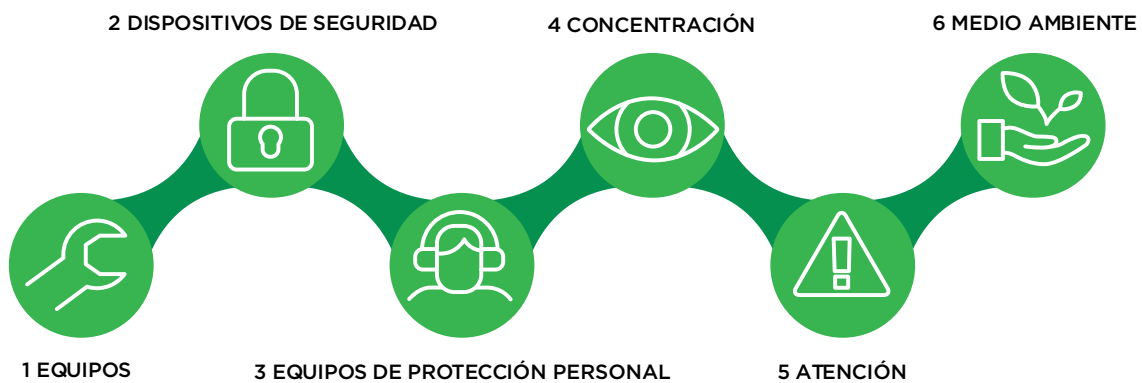 2 DISPOSITIVOS DE SEGURIDAD
4 CONCENTRACIÓN
6 MEDIO AMBIENTE
1 EQUIPOS
3 EQUIPOS DE PROTECCIÓN PERSONAL
5 ATENCIÓN